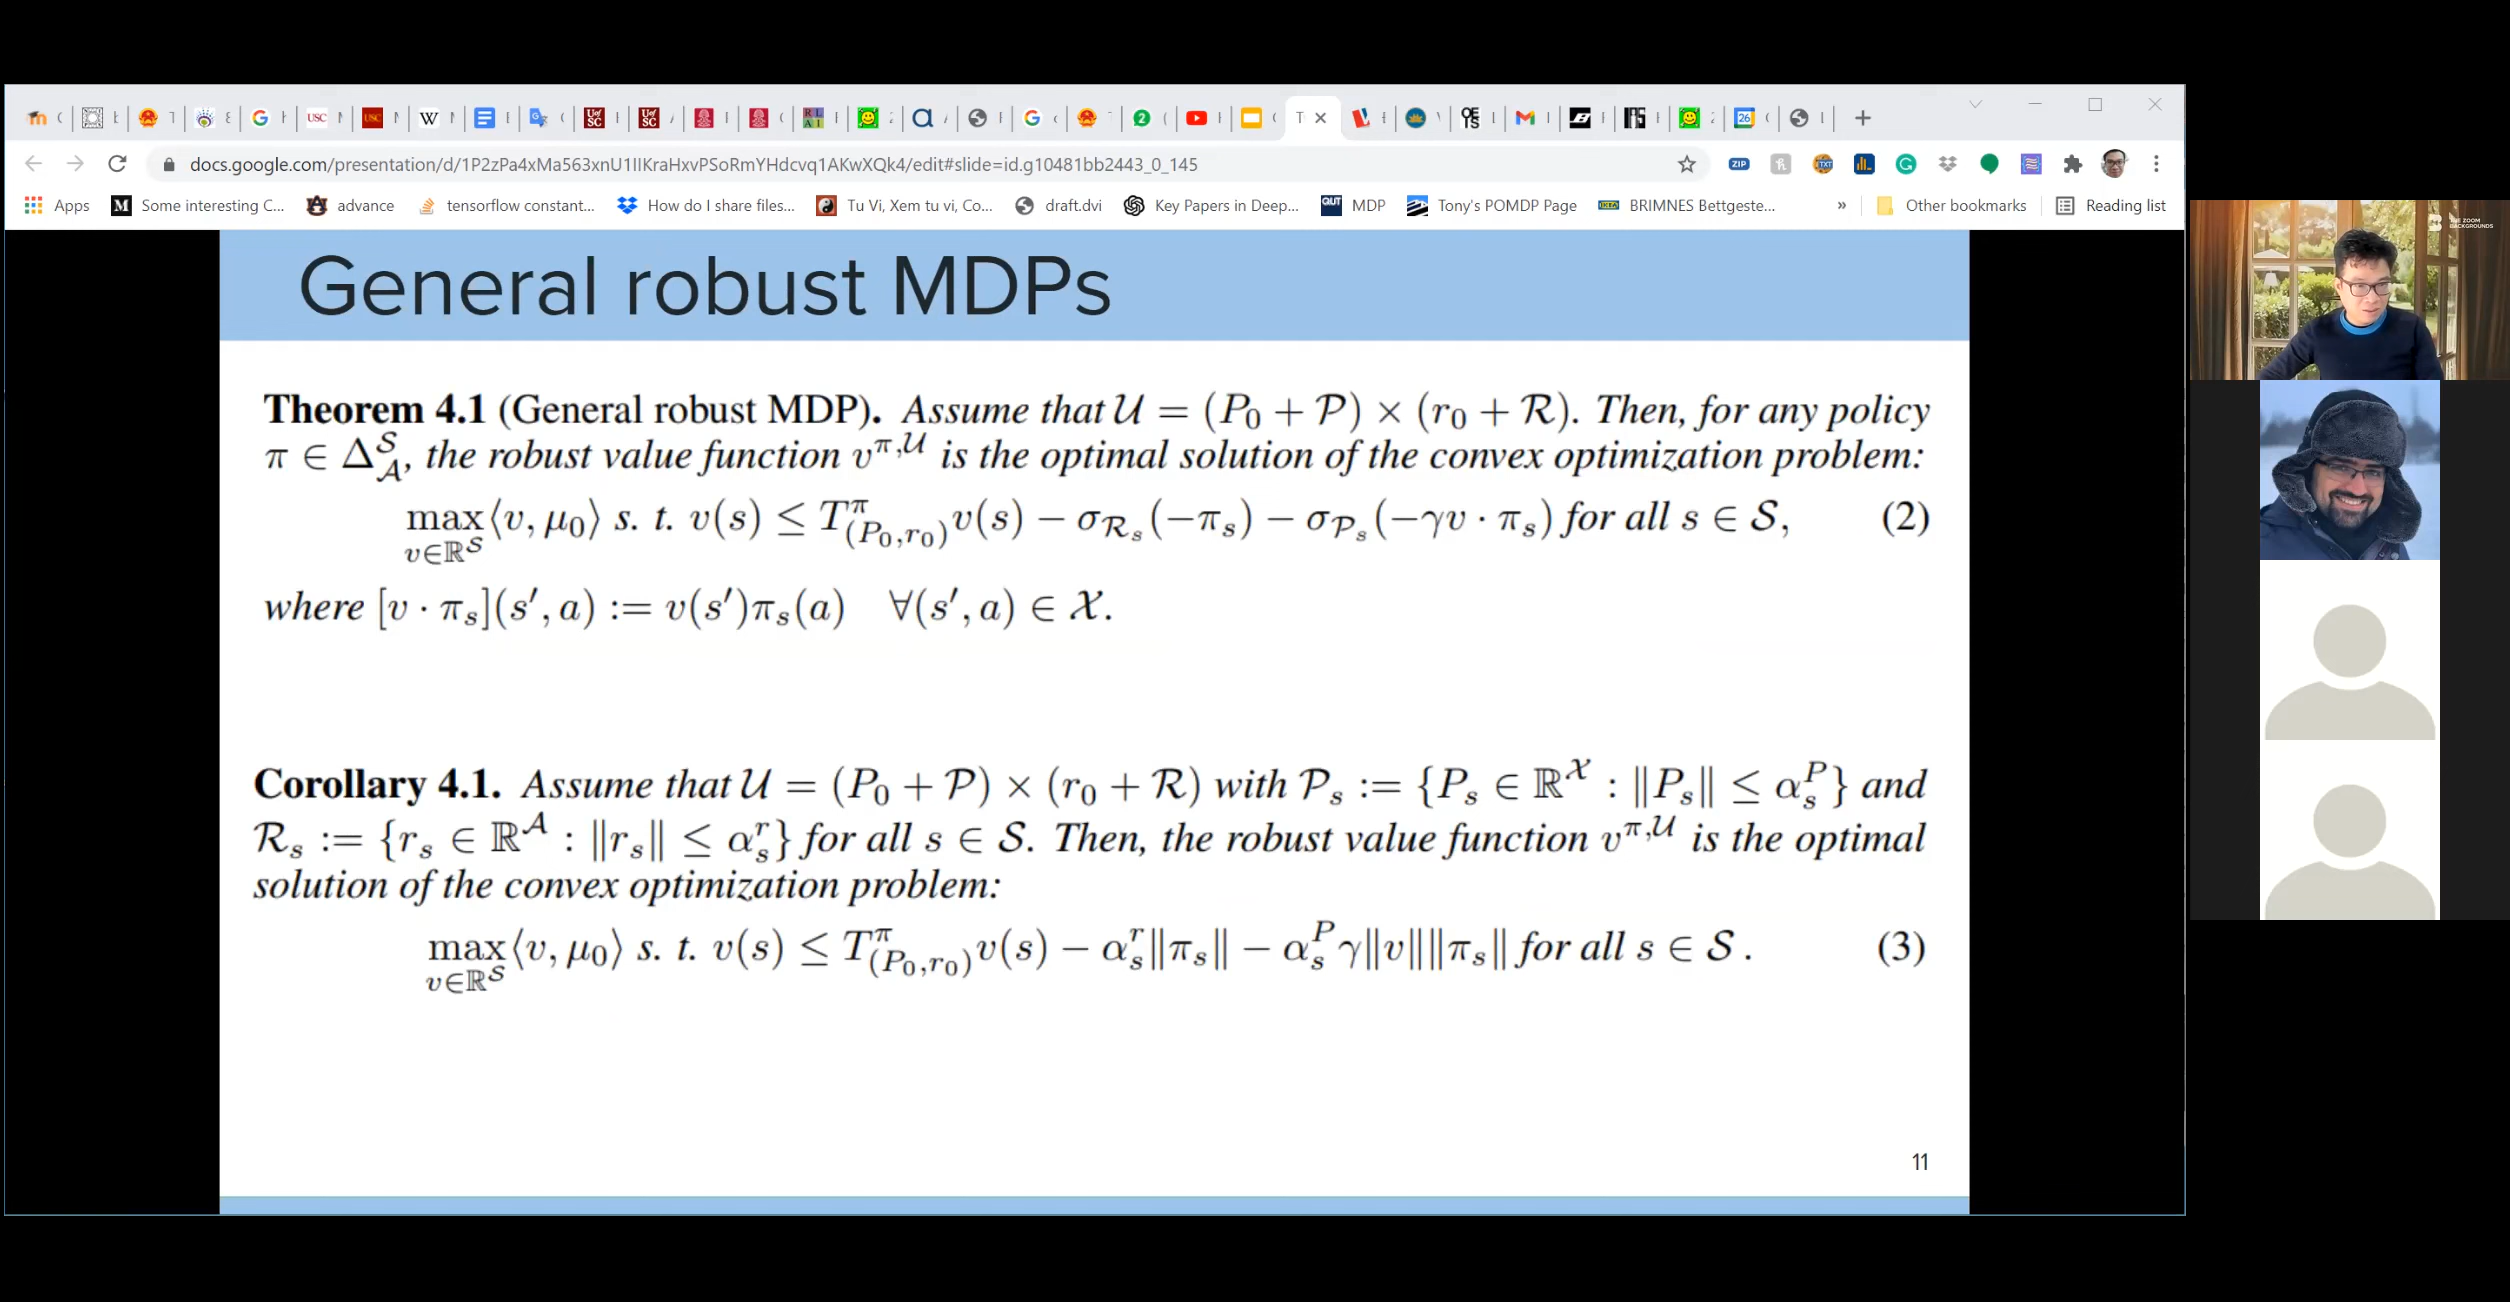 docs.google.com/presentation/d/1P2zPa4xMa563xnU1IIKraHxvPSoRmYHdcvq1AKwXQk4/edit#slide=id.g10481bb2443_0_145
Apps Some interesting C... advance tensorflow constant... How do I share files... Tu Vi, Xem tu vi, Co... draft.dvi Key Papers in Deep... MDP Tony's POMDP Page BRIMNES Bettgeste... » Other bookmarks Reading list
General robust MDPs
Theorem 4.1 (General robust MDP). Assume that 𝒰 = (P₀ + 𝒫) × (r₀ + ℛ). Then, for any policy
π ∈ Δ_𝒜^𝒮, the robust value function v^{π,𝒰} is the optimal solution of the convex optimization problem:
max_{v∈ℝ^𝒮} ⟨v, μ₀⟩ s. t. v(s) ≤ T^π_{(P₀,r₀)} v(s) − σ_{ℛ_s}(−π_s) − σ_{𝒫_s}(−γv · π_s) for all s ∈ 𝒮, (2)
where [v · π_s](s′, a) := v(s′)π_s(a) ∀(s′, a) ∈ 𝒳.
Corollary 4.1. Assume that 𝒰 = (P₀ + 𝒫) × (r₀ + ℛ) with 𝒫_s := {P_s ∈ ℝ^𝒳 : ‖P_s‖ ≤ α_s^P} and
ℛ_s := {r_s ∈ ℝ^𝒜 : ‖r_s‖ ≤ α_s^r} for all s ∈ 𝒮. Then, the robust value function v^{π,𝒰} is the optimal
solution of the convex optimization problem:
max_{v∈ℝ^𝒮} ⟨v, μ₀⟩ s. t. v(s) ≤ T^π_{(P₀,r₀)} v(s) − α_s^r‖π_s‖ − α_s^P γ‖v‖‖π_s‖ for all s ∈ 𝒮. (3)
11